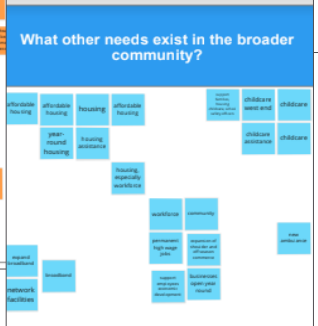 What other needs exist in the broader
community?
affordable
housing
affordable
housing
housing
affordable
housing
childcare
west end
childcare
year-
round
housing
housing
assistance
childcare
assistance
childcare
housing,
especially
workforce
workforce
community
permanent
high wage
jobs
expansion of
new
ambulance
expand
broadband
broadband
network
facilities
support
development
businesses
open year
round